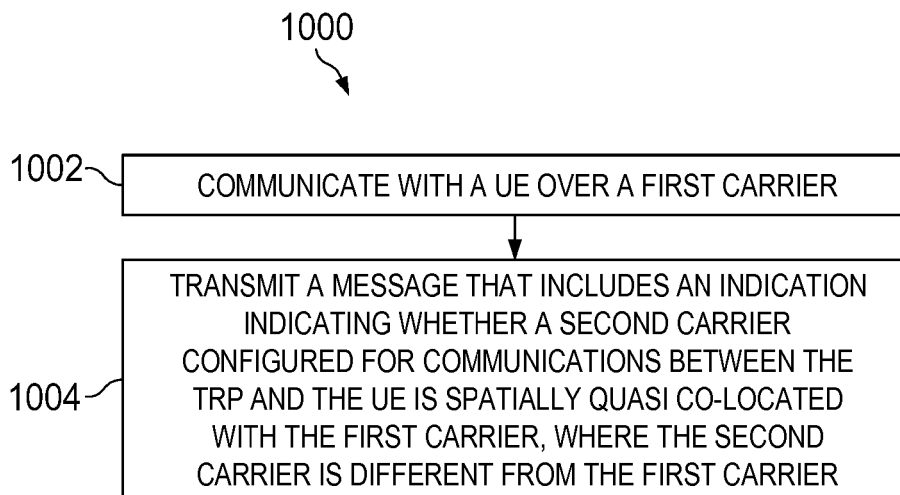 1000
1002
COMMUNICATE WITH A UE OVER A FIRST CARRIER
1004
TRANSMIT A MESSAGE THAT INCLUDES AN INDICATION
INDICATING WHETHER A SECOND CARRIER
CONFIGURED FOR COMMUNICATIONS BETWEEN THE
TRP AND THE UE IS SPATIALLY QUASI CO-LOCATED
WITH THE FIRST CARRIER, WHERE THE SECOND
CARRIER IS DIFFERENT FROM THE FIRST CARRIER